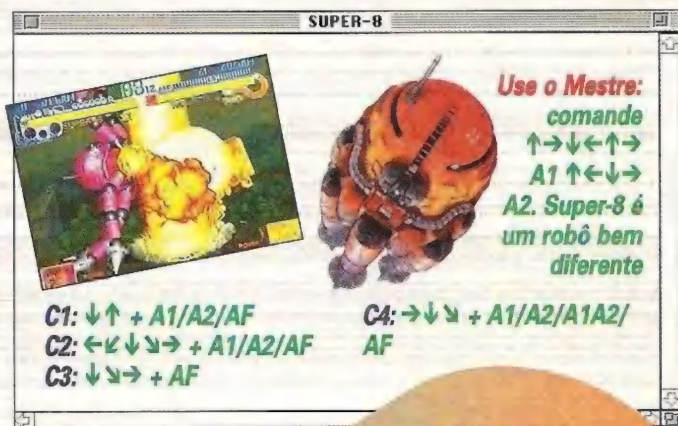 SUPER-8
Use o Mestre:
comande
↑→↓←↑→
A1 ↑←↓→
A2. Super-8 é
um robô bem
diferente
C1: ↓↑ + A1/A2/AF
C2: ←↙↓↘→ + A1/A2/AF
C3: ↓↘→ + AF
C4: →↓↘ + A1/A2/A1A2/
AF